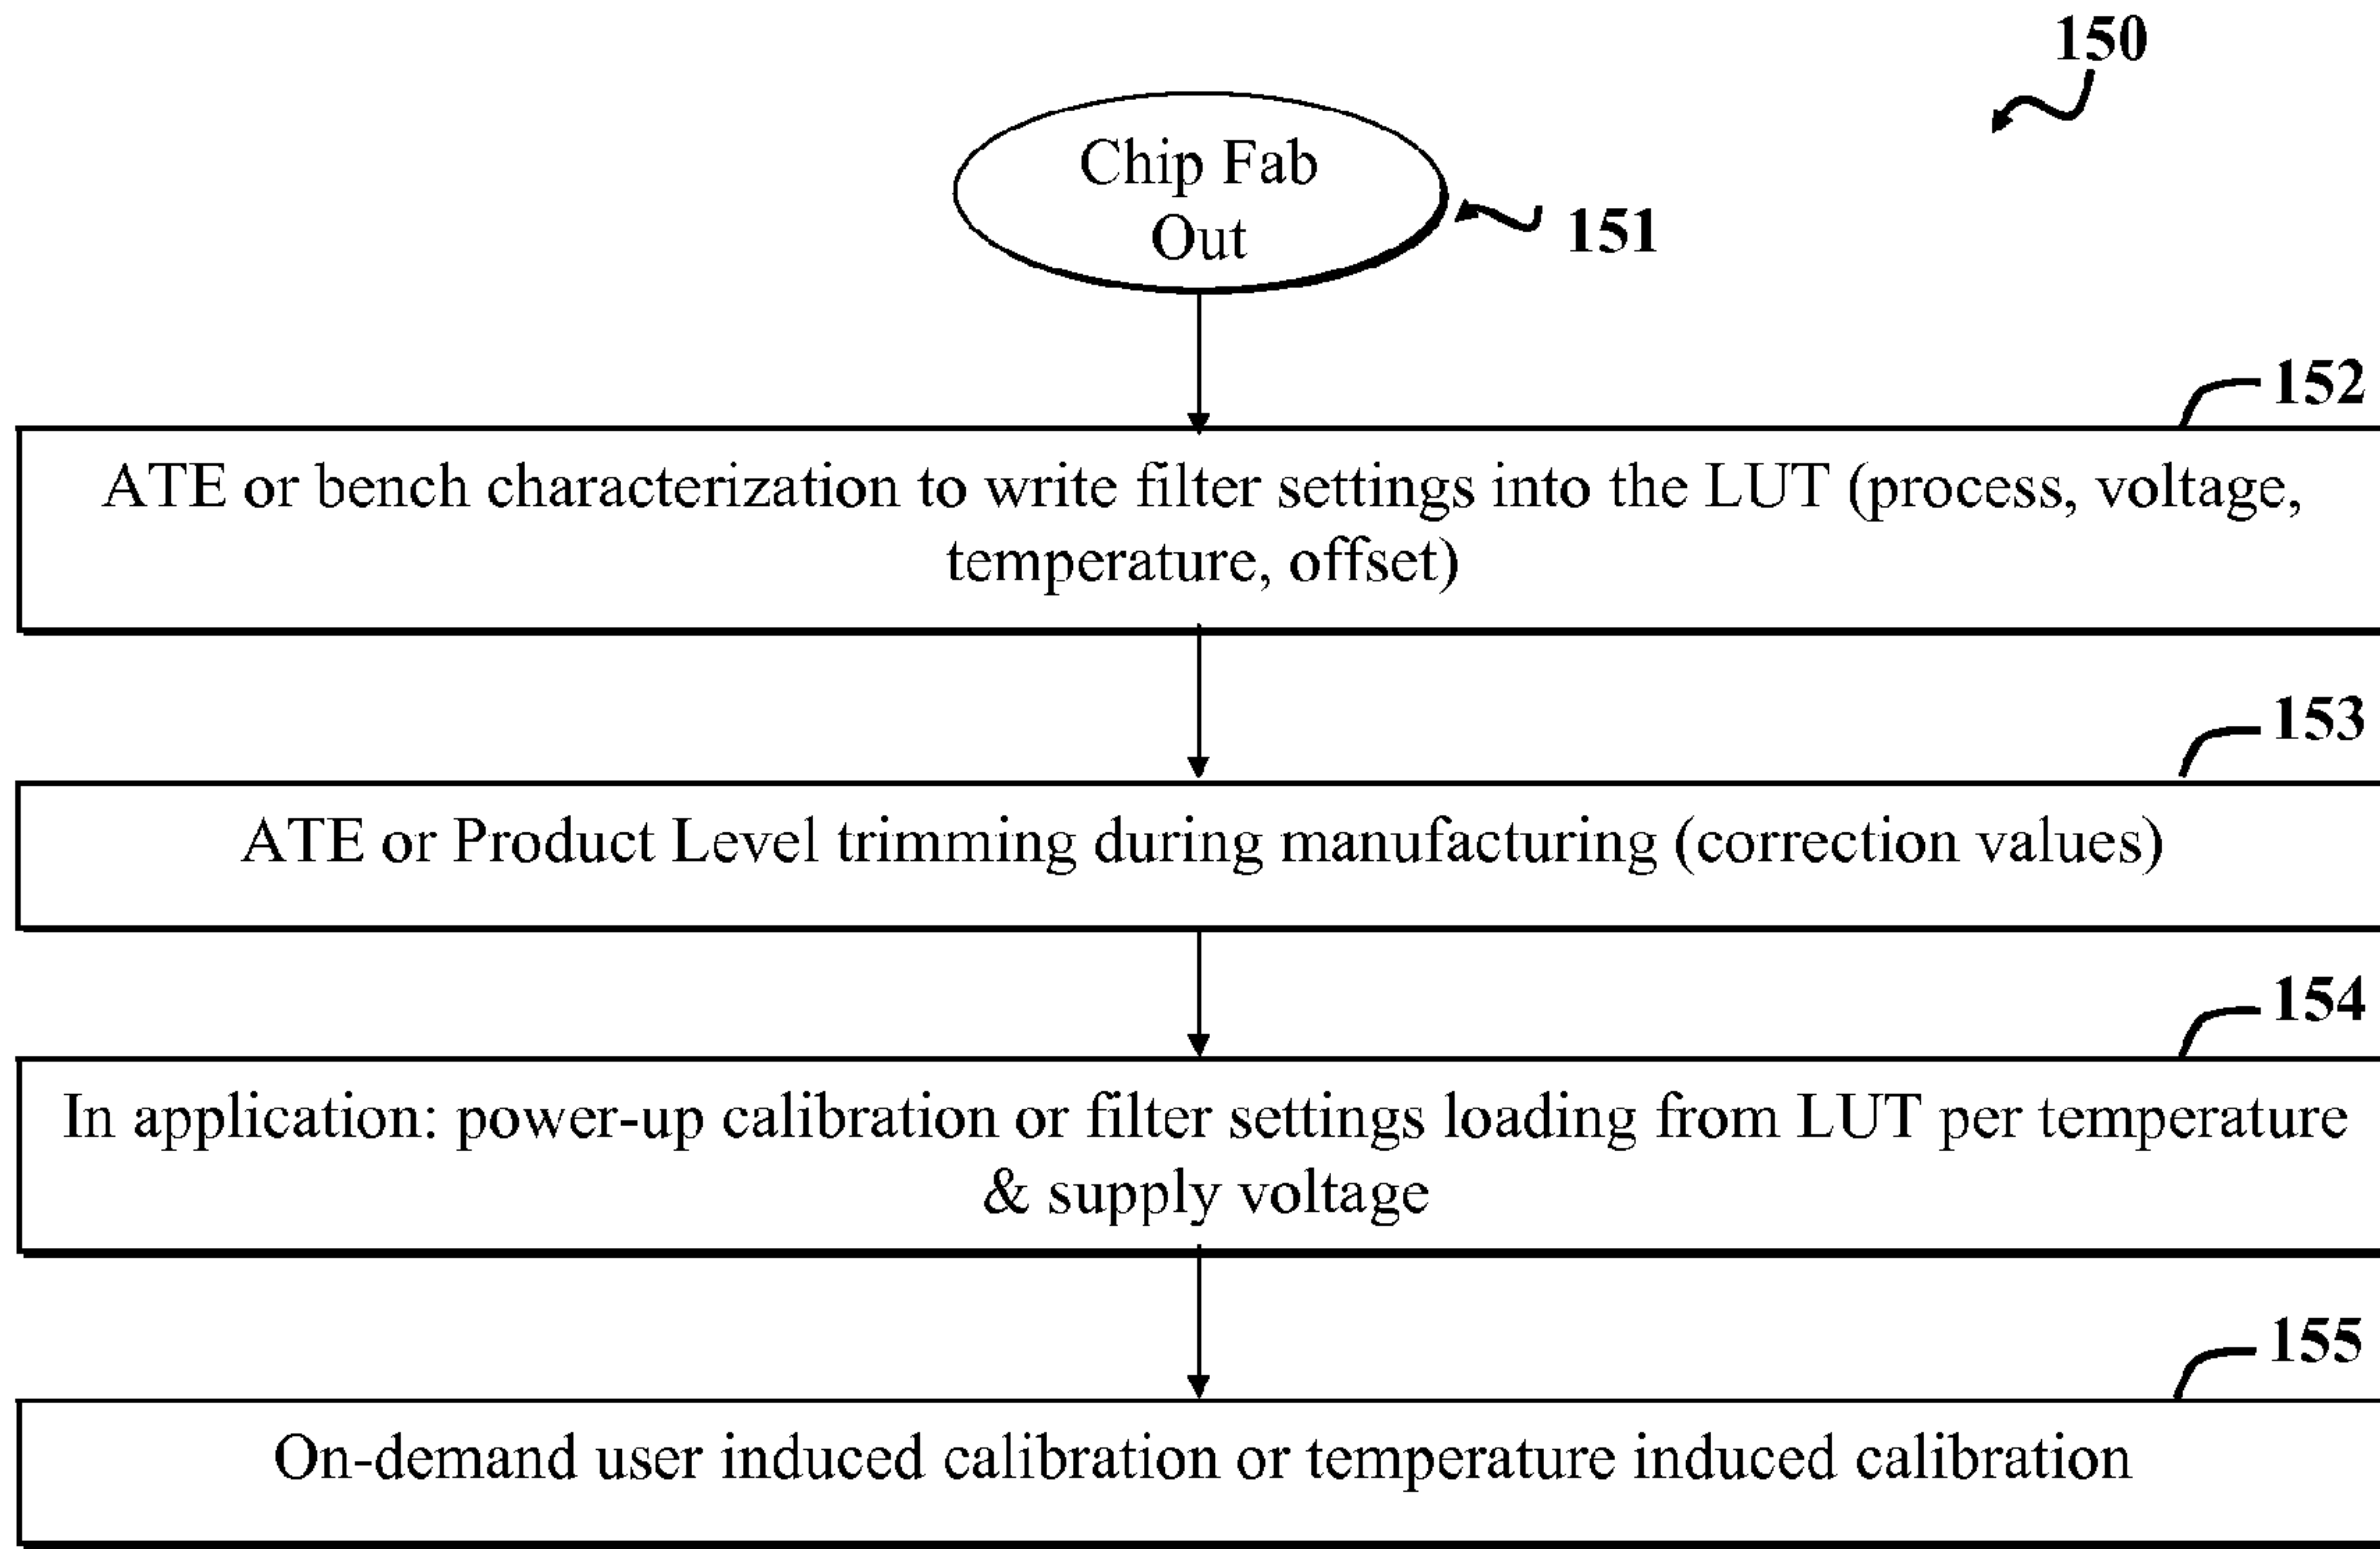 150
Chip Fab
Out
151
152
ATE or bench characterization to write filter settings into the LUT (process, voltage,
temperature, offset)
153
ATE or Product Level trimming during manufacturing (correction values)
154
In application: power-up calibration or filter settings loading from LUT per temperature
& supply voltage
155
On-demand user induced calibration or temperature induced calibration